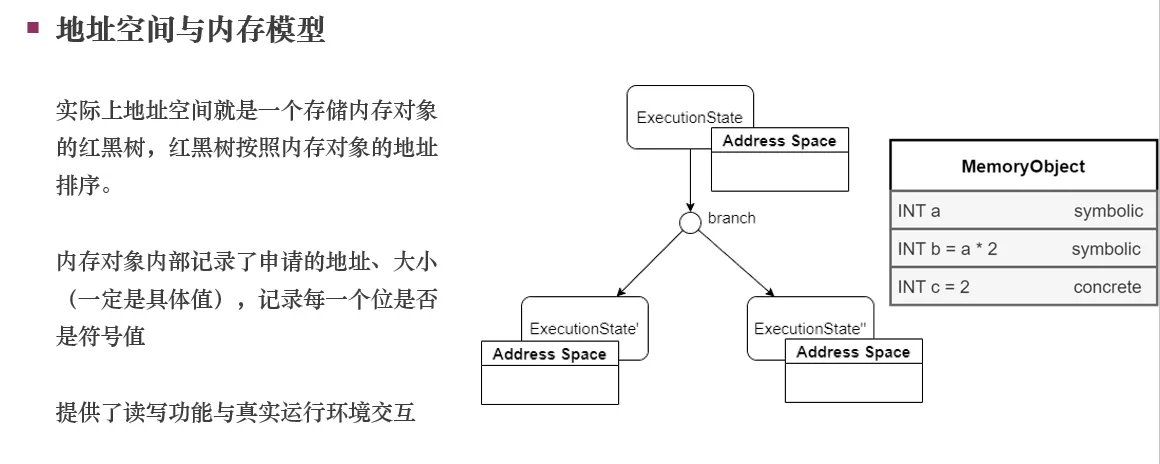 地址空间与内存模型
实际上地址空间就是一个存储内存对象
的红黑树，红黑树按照内存对象的地址
排序。
内存对象内部记录了申请的地址、大小
（一定是具体值），记录每一个位是否
是符号值
提供了读写功能与真实运行环境交互
ExecutionState
Address Space
branch
ExecutionState'
Address Space
ExecutionState''
Address Space
MemoryObject
INT a symbolic
INT b = a * 2 symbolic
INT c = 2 concrete